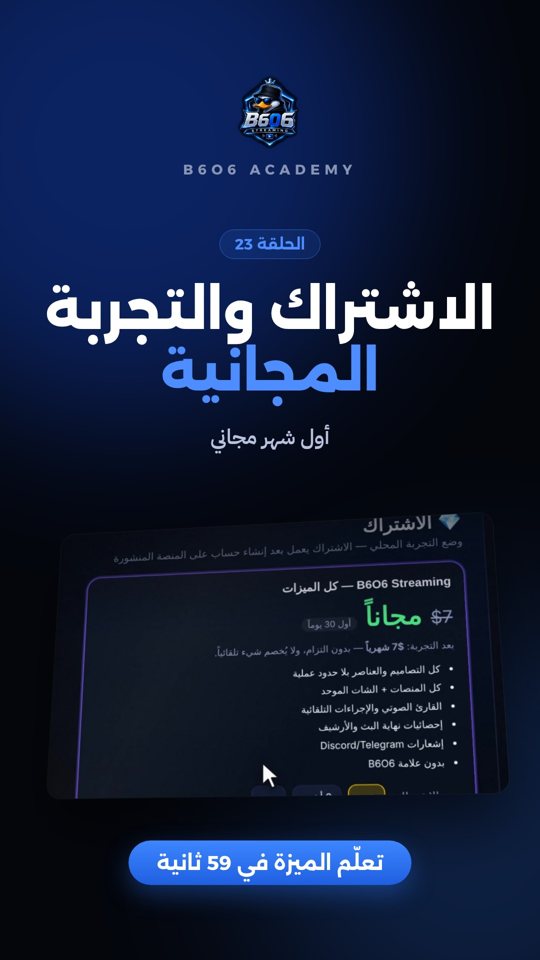 B6O6
STREAMING
B6O6 ACADEMY
الحلقة 23
الاشتراك والتجربة
المجانية
أول شهر مجاني
💎 الاشتراك
وضع التجربة المحلي — الاشتراك يعمل بعد إنشاء حساب على المنصة المنشورة
B6O6 Streaming — كل الميزات
$7 مجاناً أول 30 يوماً
بعد التجربة: 7$ شهرياً — بدون التزام، ولا يُخصم شيء تلقائياً.
• كل التصاميم والعناصر بلا حدود عملية
• كل المنصات + الشات الموحد
• القارئ الصوتي والإجراءات التلقائية
• إحصائيات نهاية البث والأرشيف
• إشعارات Discord/Telegram
• بدون علامة B6O6
تعلّم الميزة في 59 ثانية